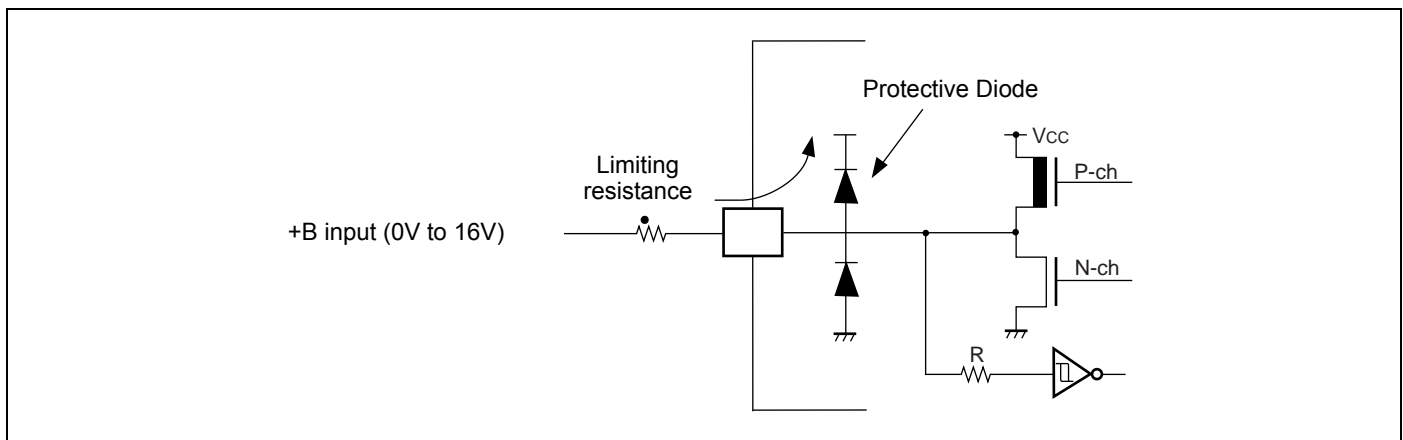 Protective Diode
Vcc
P-ch
Limiting
resistance
+B input (0V to 16V)
N-ch
R